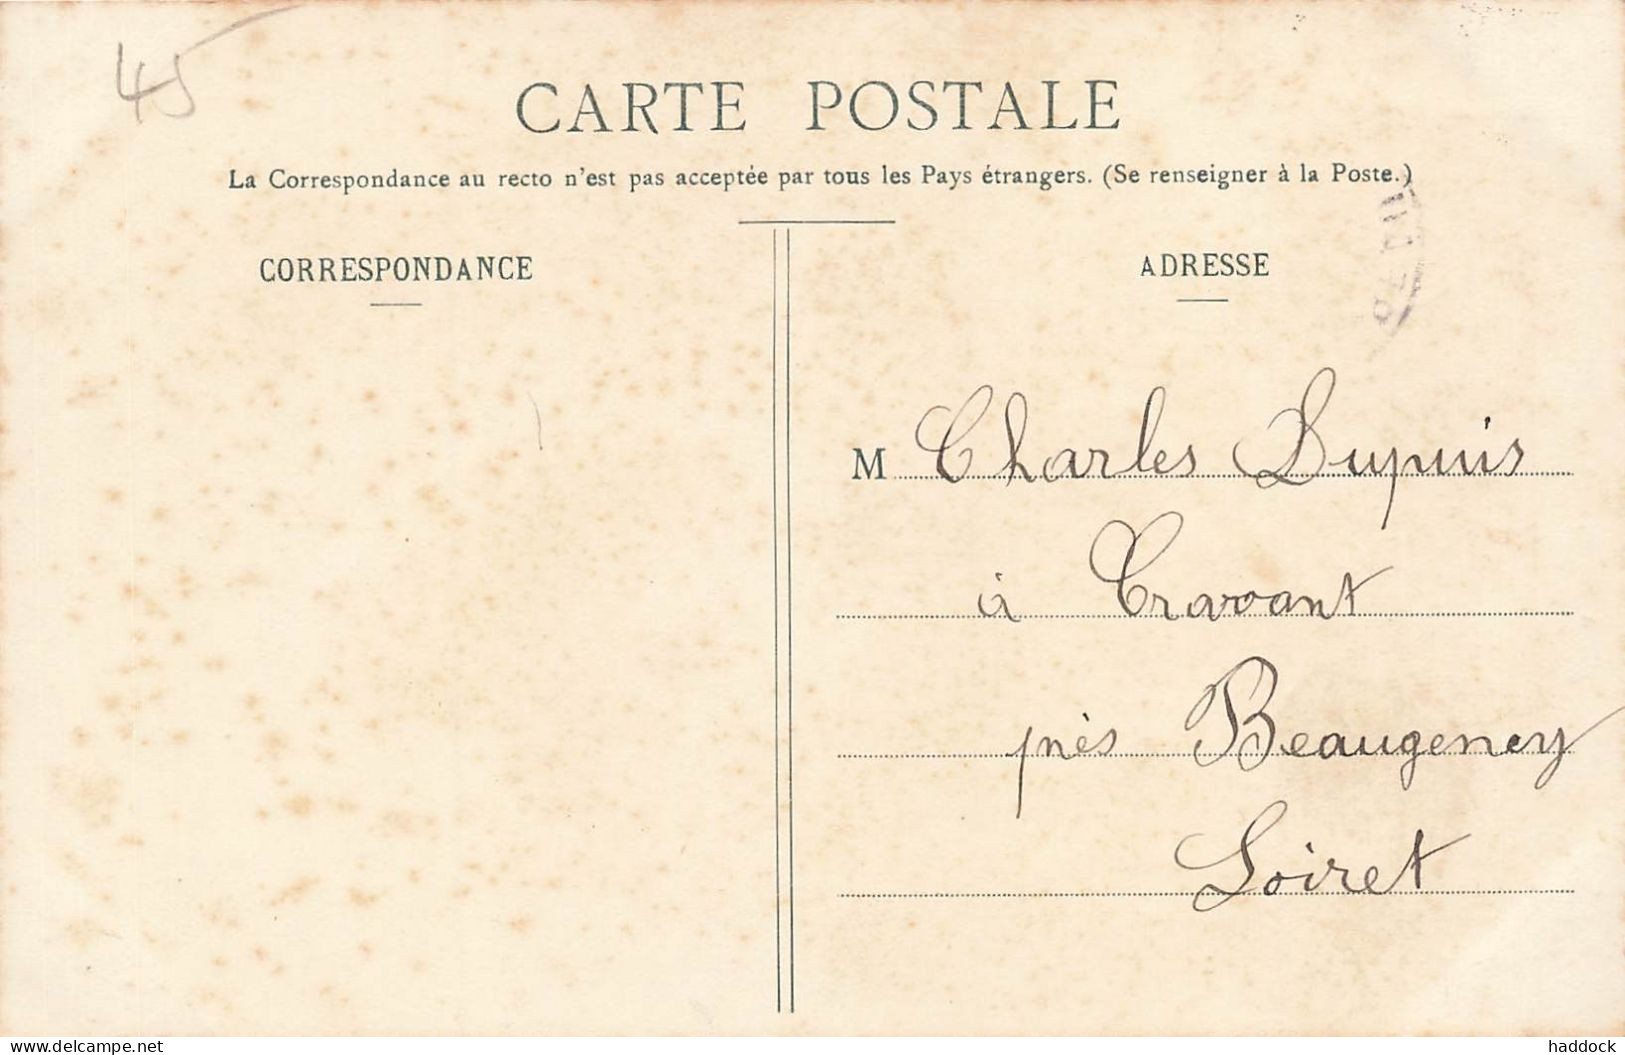 45
CARTE POSTALE
La Correspondance au recto n'est pas acceptée par tous les Pays étrangers. (Se renseigner à la Poste.)
CORRESPONDANCE
ADRESSE
M Charles Dupuis
à Cravant
près Beaugency
Loiret
www.delcampe.net
haddock